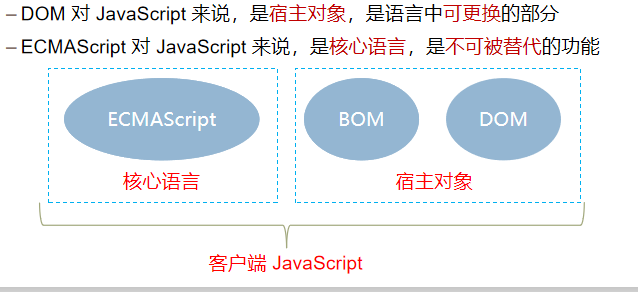 – DOM 对 JavaScript 来说，是宿主对象，是语言中可更换的部分
– ECMAScript 对 JavaScript 来说，是核心语言，是不可被替代的功能
ECMAScript
BOM
DOM
核心语言
宿主对象
客户端 JavaScript